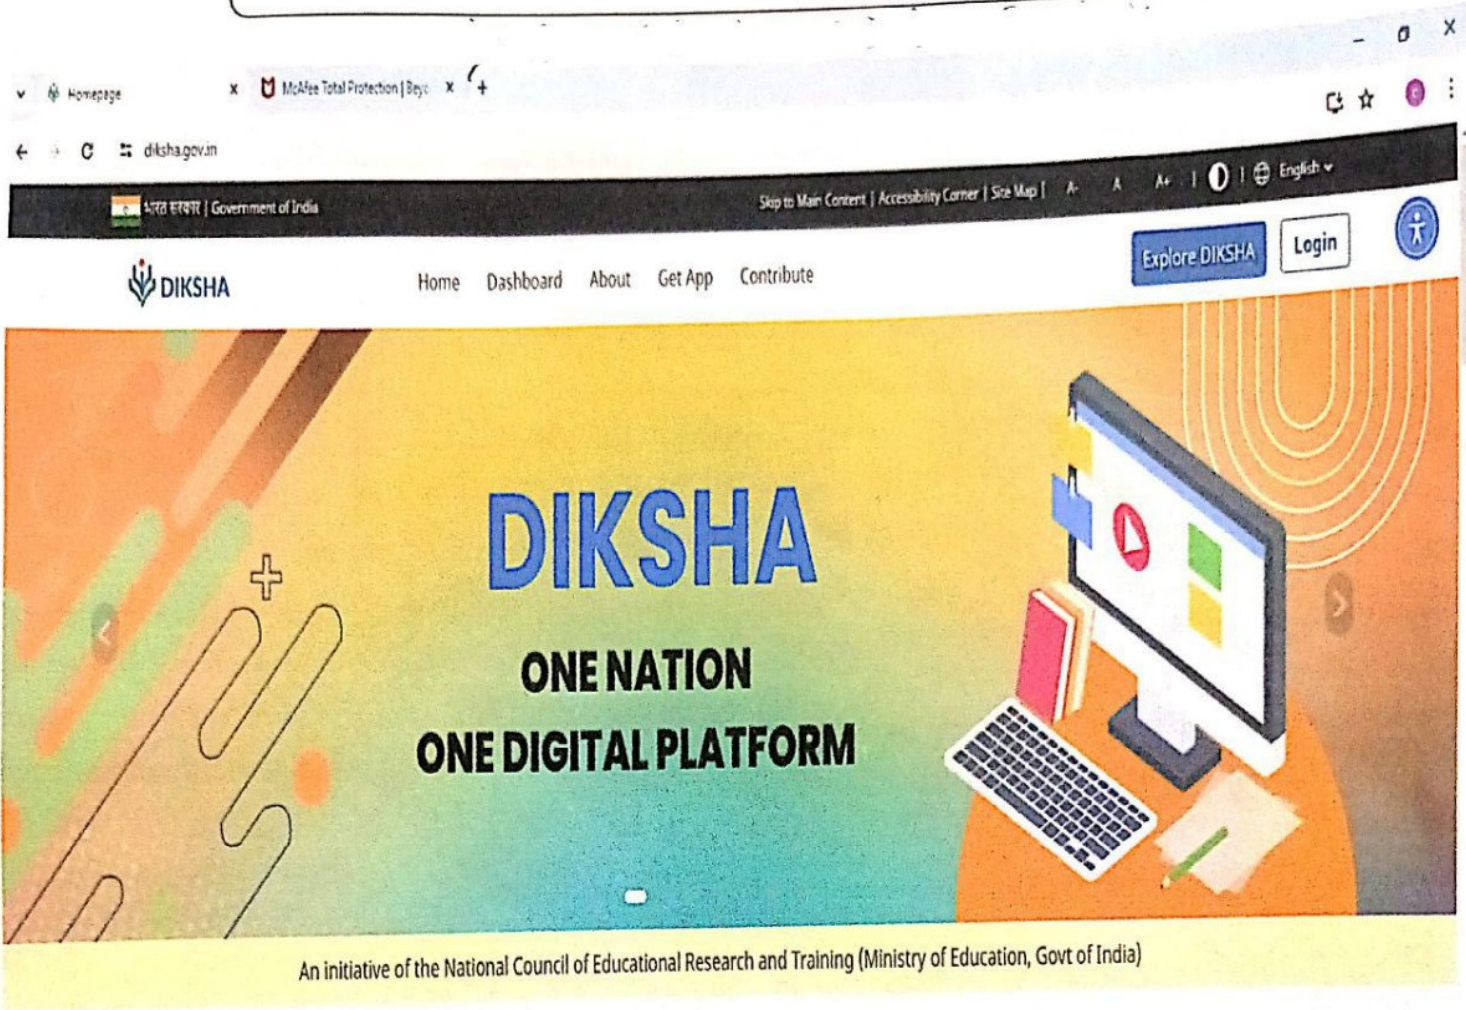 Homepage
McAfee Total Protection | Beyc
diksha.gov.in
भारत सरकार | Government of India
Skip to Main Content | Accessibility Corner | Site Map | A- A A+ | | English
DIKSHA
Home Dashboard About Get App Contribute
Explore DIKSHA Login
DIKSHA
ONE NATION
ONE DIGITAL PLATFORM
An initiative of the National Council of Educational Research and Training (Ministry of Education, Govt of India)